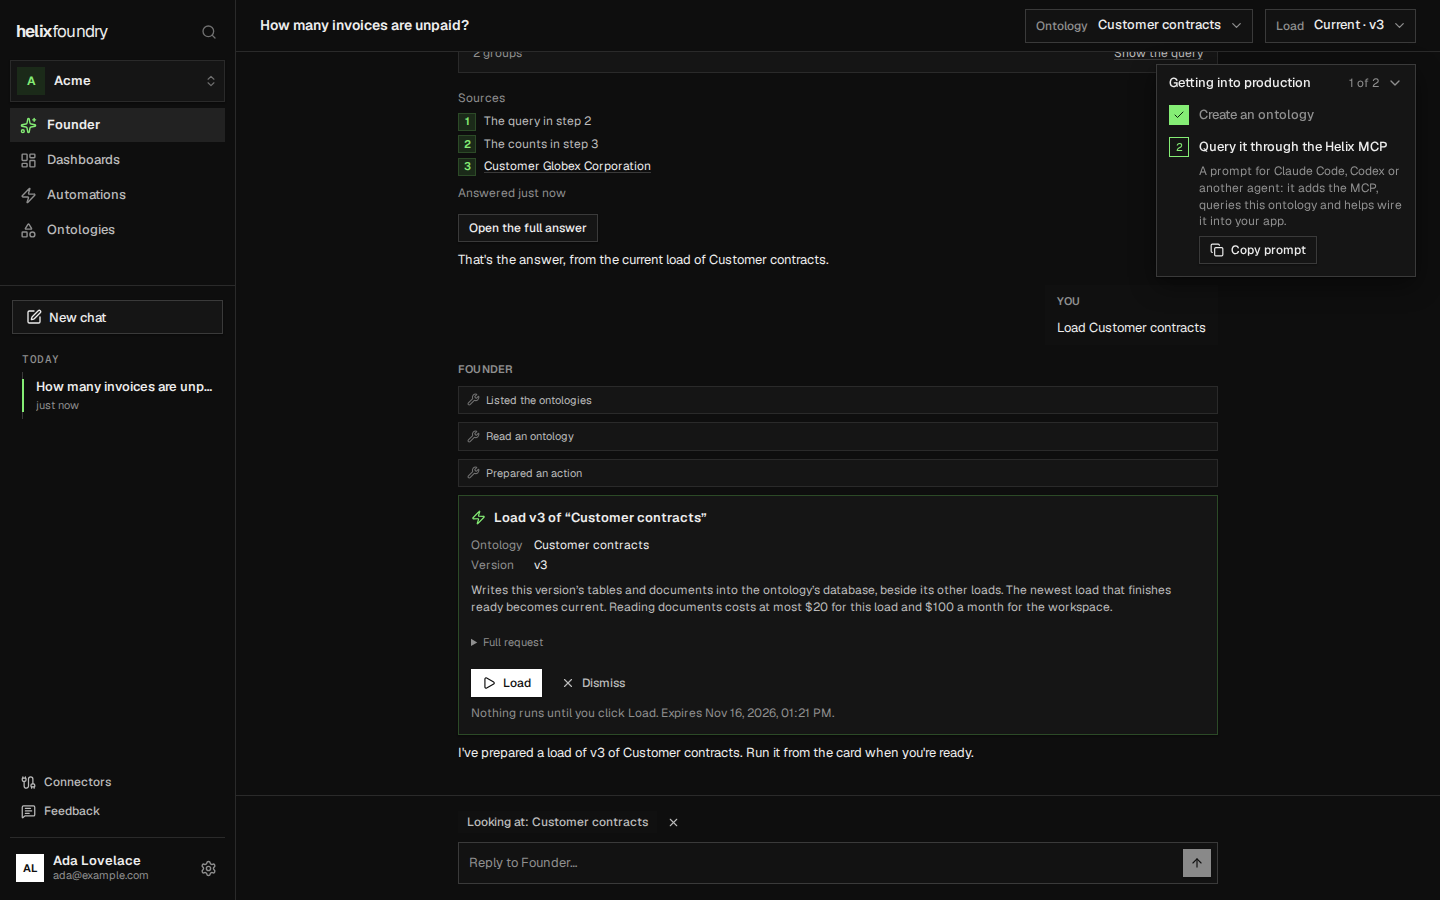 helixfoundry
A
Acme
Founder
Dashboards
Automations
Ontologies
New chat
TODAY
How many invoices are unp...
just now
Connectors
Feedback
AL
Ada Lovelace
ada@example.com
How many invoices are unpaid?
Ontology Customer contracts
Load Current · v3
2 groups
Show the query
Sources
1 The query in step 2
2 The counts in step 3
3 Customer Globex Corporation
Answered just now
Open the full answer
That's the answer, from the current load of Customer contracts.
Getting into production 1 of 2
Create an ontology
2 Query it through the Helix MCP
A prompt for Claude Code, Codex or
another agent: it adds the MCP,
queries this ontology and helps wire
it into your app.
Copy prompt
YOU
Load Customer contracts
FOUNDER
Listed the ontologies
Read an ontology
Prepared an action
Load v3 of “Customer contracts”
Ontology Customer contracts
Version v3
Writes this version's tables and documents into the ontology's database, beside its other loads. The newest load that finishes
ready becomes current. Reading documents costs at most $20 for this load and $100 a month for the workspace.
Full request
Load
Dismiss
Nothing runs until you click Load. Expires Nov 16, 2026, 01:21 PM.
I've prepared a load of v3 of Customer contracts. Run it from the card when you're ready.
Looking at: Customer contracts
Reply to Founder...